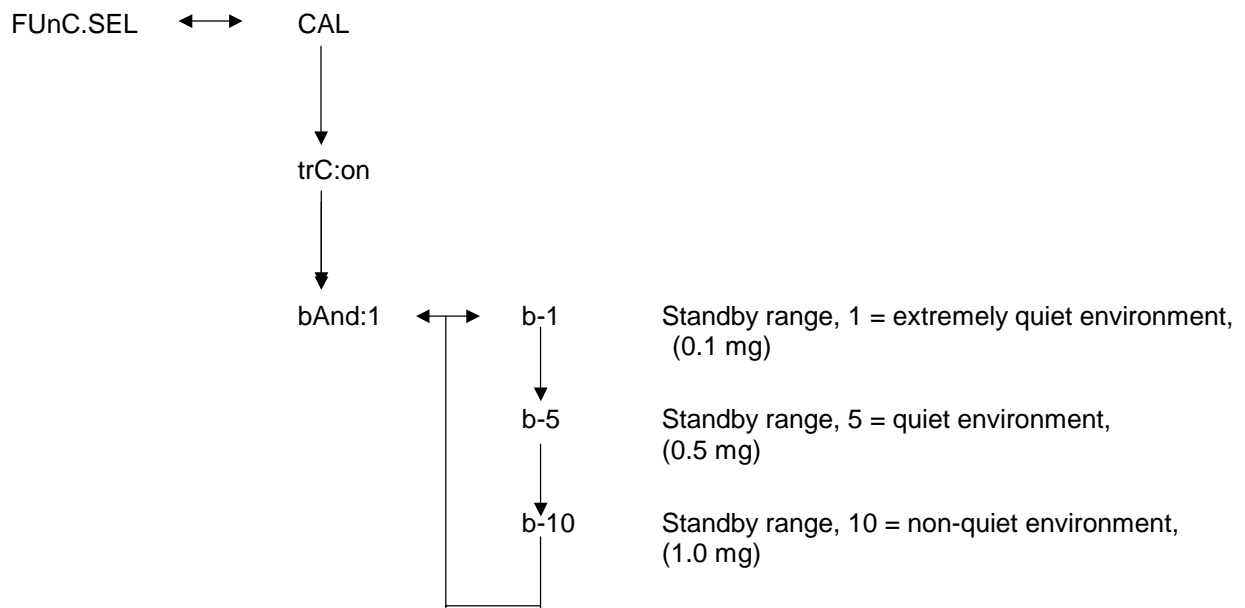 FUnC.SEL CAL
trC:on
bAnd:1 b-1 Standby range, 1 = extremely quiet environment,
(0.1 mg)
b-5 Standby range, 5 = quiet environment,
(0.5 mg)
b-10 Standby range, 10 = non-quiet environment,
(1.0 mg)